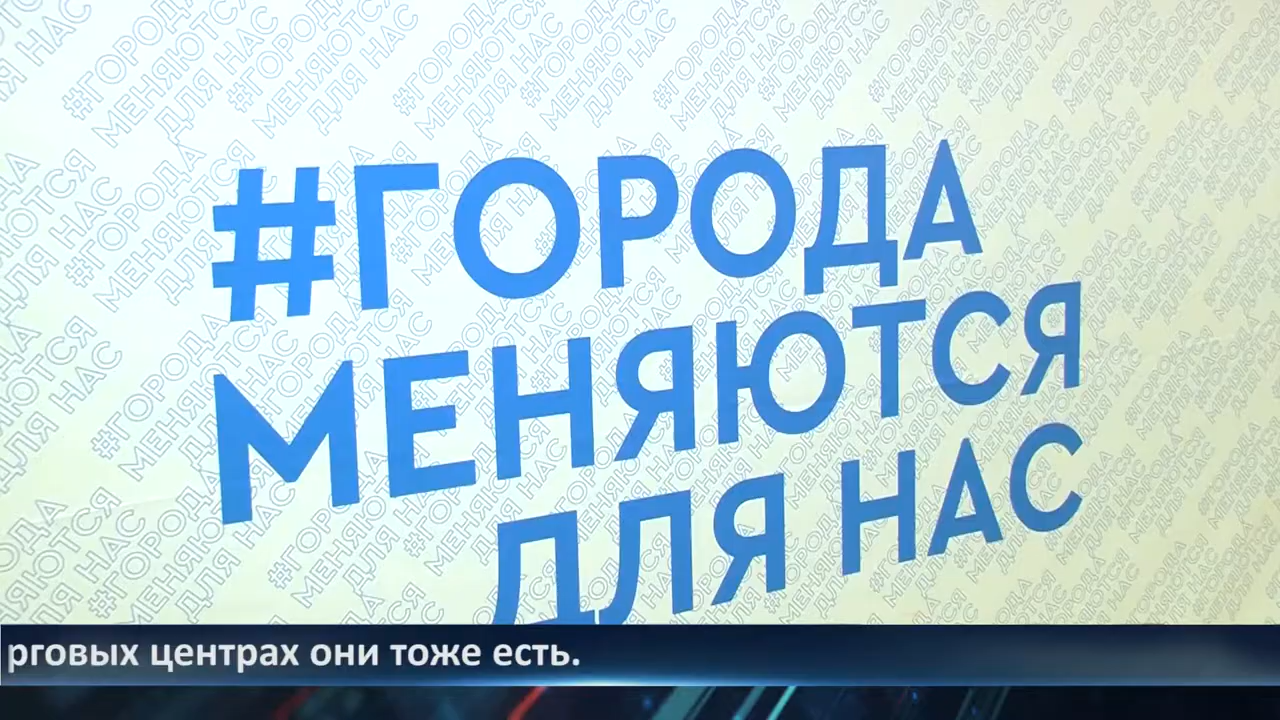 #ГОРОДА
МЕНЯЮТСЯ
ДЛЯ НАС
рговых центрах они тоже есть.